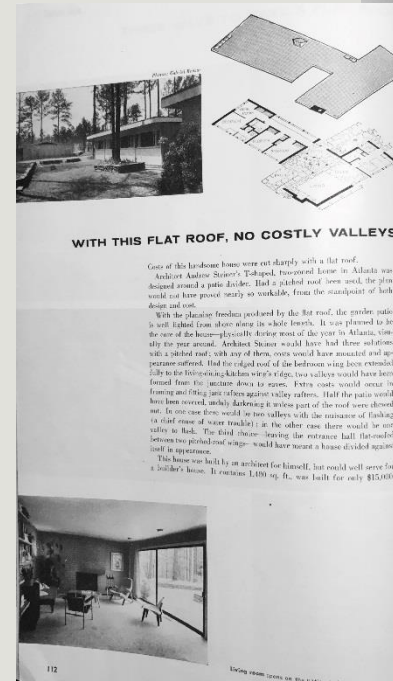 WITH THIS FLAT ROOF, NO COSTLY VALLEYS
Costs of this handsome house were cut sharply with a flat roof.
Architect Andrew Steiner's T-shaped, two-zoned home in Atlanta was
designed around a patio divider. Had a pitched roof been used, the plan
would not have proved nearly so workable, from the standpoint of both
design and cost.
With the planning freedom produced by the flat roof, the garden patio
is well lighted from above along its whole length. It was planned to be
the core of the house—physically during most of the year in Atlanta, visu-
ally the year around. Architect Steiner would have had three solutions
with a pitched roof; with any of them, costs would have mounted and ap-
pearance suffered. Had the ridged roof of the bedroom wing been extended
fully to the living-dining-kitchen wing's ridge, two valleys would have been
formed from the juncture down to eaves. Extra costs would occur in
framing and fitting jack rafters against valley rafters. Half the patio would
have been covered, unduly darkening it unless part of the roof were
out. In one case there would be two valleys with the nuisance of flashing
(a third cause of water trouble); in the other case there would be one
valley to flash. The third choice—leaving the entrance hall flat-roofed
between two pitched-roof wings—would have meant a house divided against
itself in appearance.
This house was built by an architect for himself, but could well serve for
a builder's house. It contains 1,480 sq. ft., was built for only $15,000
112
Living room opens on the